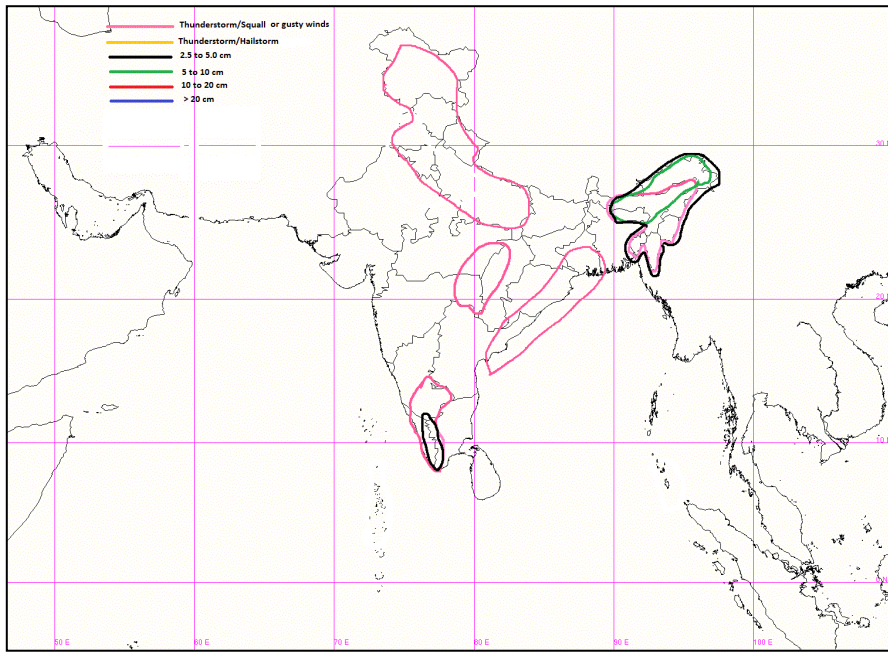 Thunderstorm/Squall or gusty winds
Thunderstorm/Hailstorm
2.5 to 5.0 cm
5 to 10 cm
10 to 20 cm
> 20 cm
30 N
20 N
10 N
0 N
50 E
60 E
70 E
80 E
90 E
100 E